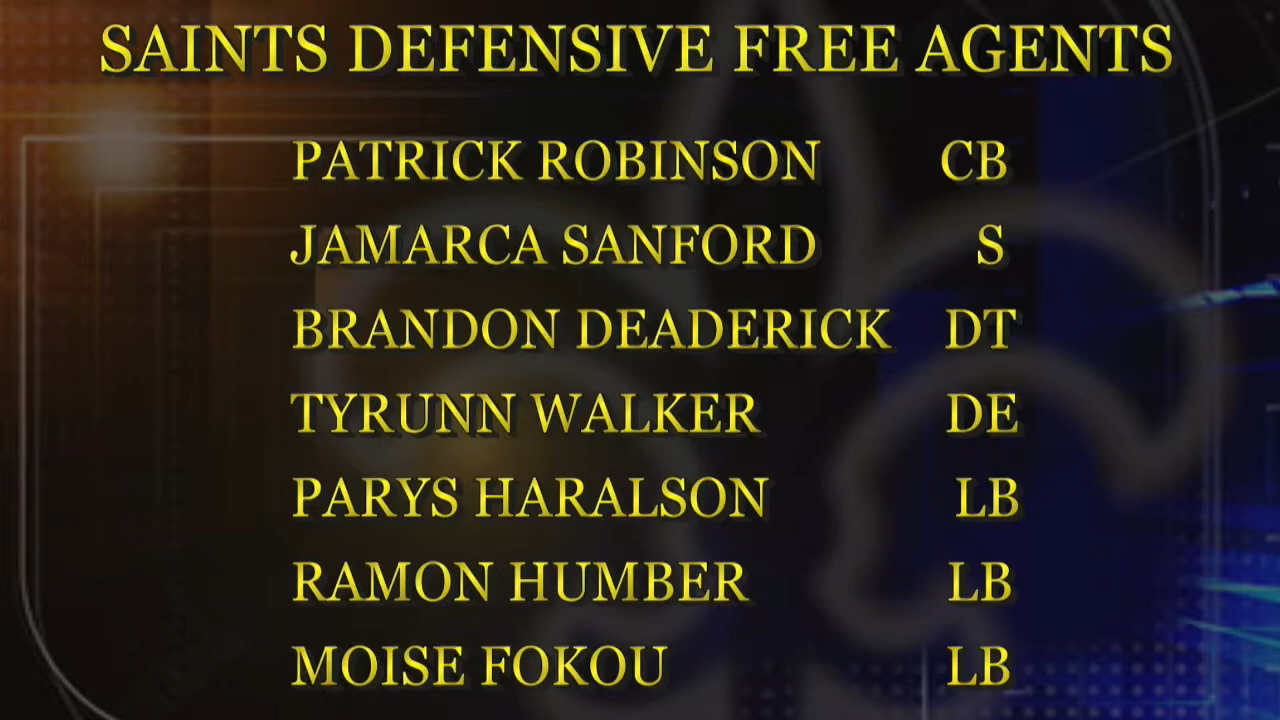 SAINTS DEFENSIVE FREE AGENTS
PATRICK ROBINSON CB
JAMARCA SANFORD S
BRANDON DEADERICK DT
TYRUNN WALKER DE
PARYS HARALSON LB
RAMON HUMBER LB
MOISE FOKOU LB